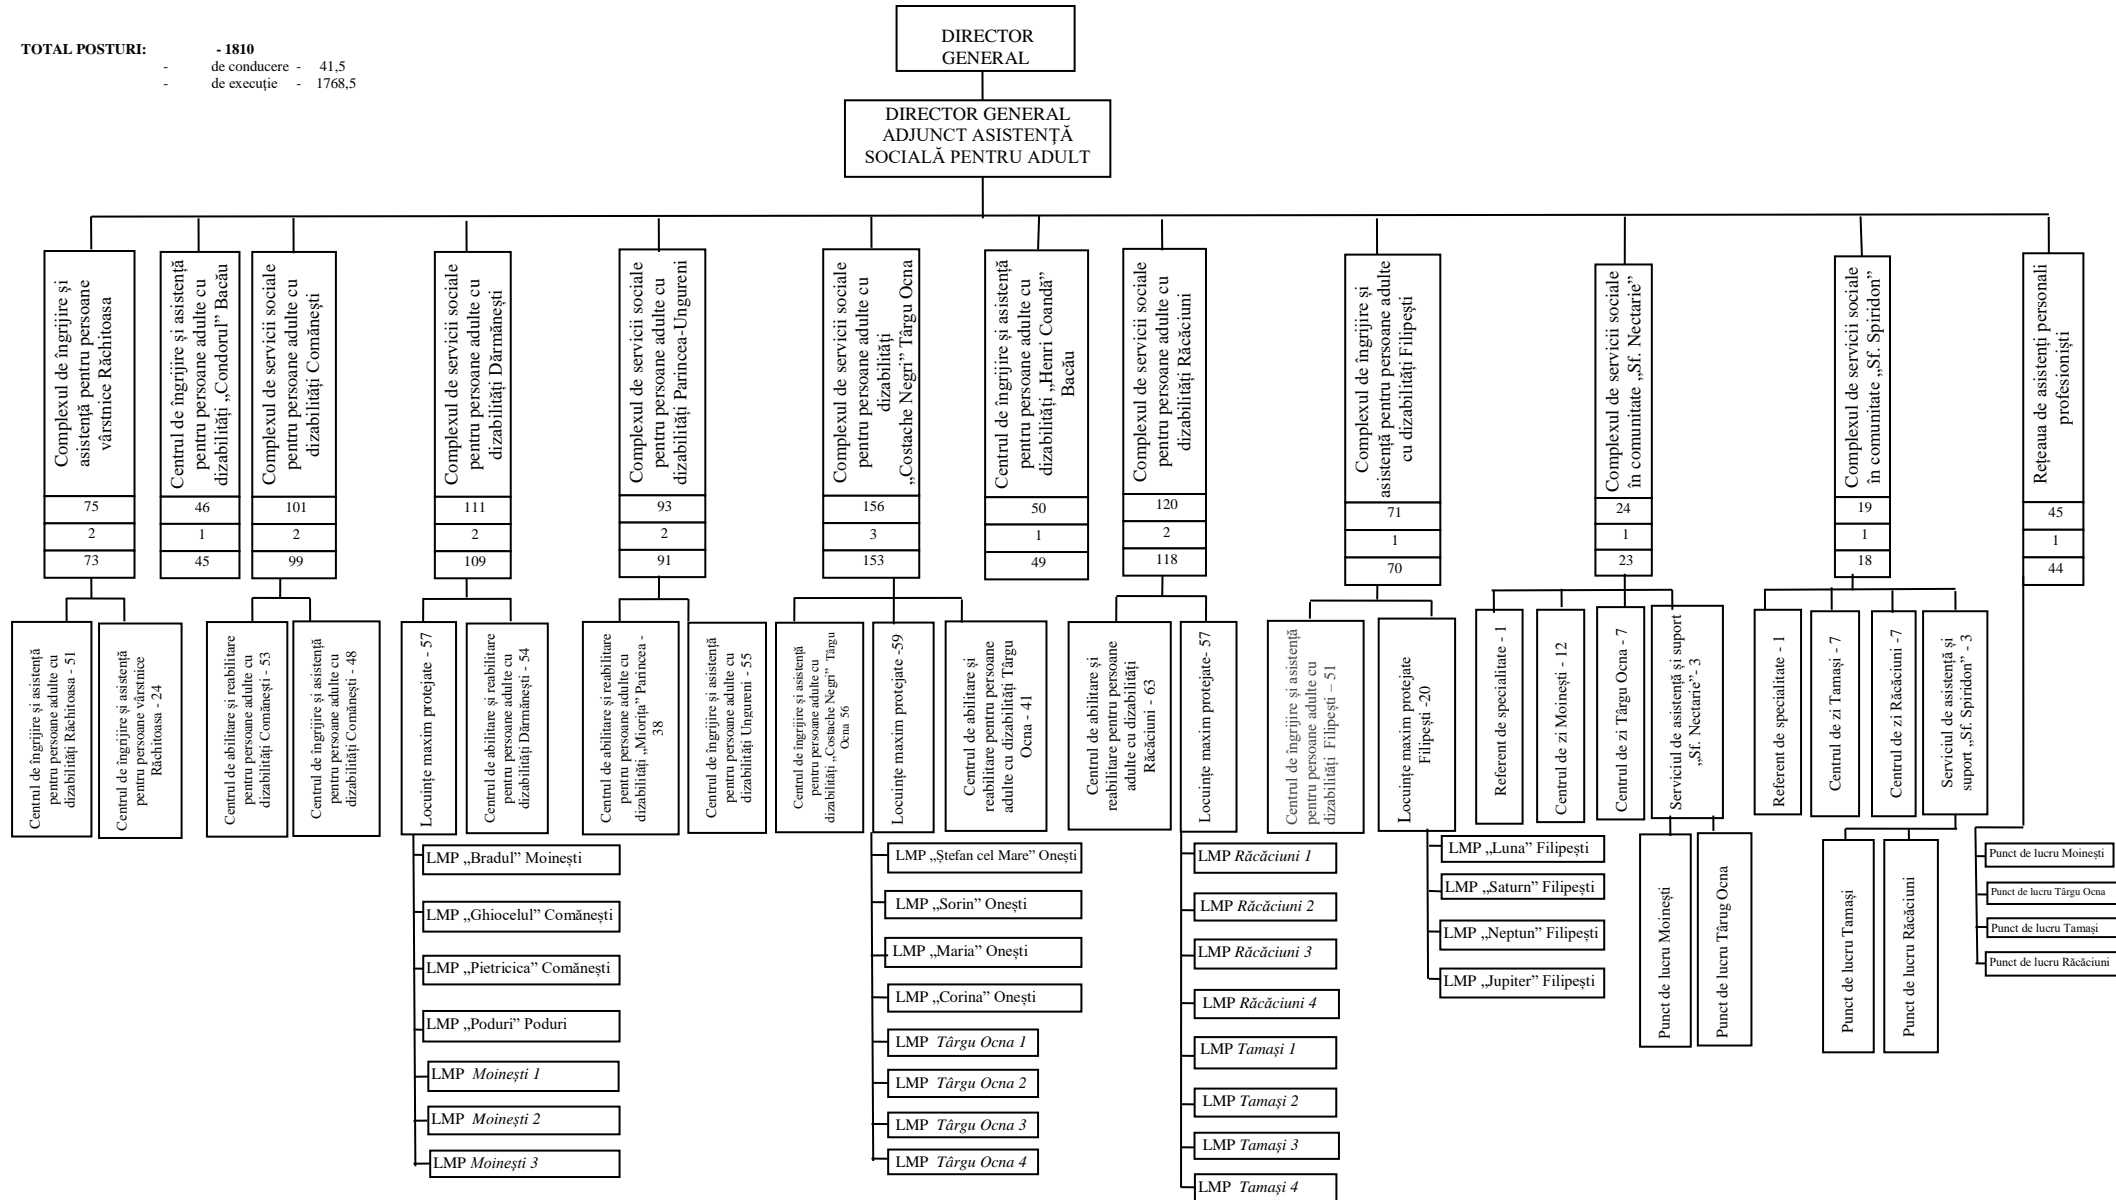 TOTAL POSTURI: - 1810
- de conducere - 41,5
- de execuție - 1768,5
DIRECTOR
GENERAL
DIRECTOR GENERAL
ADJUNCT ASISTENȚĂ
SOCIALĂ PENTRU ADULT
Complexul de îngrijire și
asistență pentru persoane
vârstnice Răchitoasa
75
2
73
Centrul de îngrijire și asistență
pentru persoane adulte cu
dizabilități „Condorul” Bacău
46
1
45
Complexul de servicii sociale
pentru persoane adulte cu
dizabilități Comănești
101
2
99
Complexul de servicii sociale
pentru persoane adulte cu
dizabilități Dărmănești
111
2
109
Complexul de servicii sociale
pentru persoane adulte cu
dizabilități Parincea-Ungureni
93
2
91
Complexul de servicii sociale
pentru persoane adulte cu
dizabilități
„Costache Negri” Târgu Ocna
156
3
153
Centrul de îngrijire și asistență
pentru persoane adulte cu
dizabilități „Henri Coandă”
Bacău
50
1
49
Complexul de servicii sociale
pentru persoane adulte cu
dizabilități Răcăciuni
120
2
118
Complexul de îngrijire și
asistență pentru persoane adulte
cu dizabilități Filipești
71
1
70
Complexul de servicii sociale
în comunitate „Sf. Nectarie”
24
1
23
Complexul de servicii sociale
în comunitate „Sf. Spiridon”
19
1
18
Rețeaua de asistenți personali
profesioniști
45
1
44
Centrul de îngrijire și asistență
pentru persoane adulte cu
dizabilități Răchitoasa - 51
Centrul de îngrijire și asistență
pentru persoane vârstnice
Răchitoasa - 24
Centrul de abilitare și reabilitare
pentru persoane adulte cu
dizabilități Comănești - 53
Centrul de îngrijire și asistență
pentru persoane adulte cu
dizabilități Comănești - 48
Locuințe maxim protejate - 57
Centrul de abilitare și reabilitare
pentru persoane adulte cu
dizabilități Dărmănești - 54
Centrul de abilitare și reabilitare
pentru persoane adulte cu
dizabilități „Miorița” Parincea -
38
Centrul de îngrijire și asistență
pentru persoane adulte cu
dizabilități Ungureni - 55
Centrul de îngrijire și asistență
pentru persoane adulte cu
dizabilități „Costache Negri” Târgu
Ocna 56
Locuințe maxim protejate -59
Centrul de abilitare și
reabilitare pentru persoane
adulte cu dizabilități Târgu
Ocna - 41
Centrul de abilitare și
reabilitare pentru persoane
adulte cu dizabilități
Răcăciuni - 63
Locuințe maxim protejate- 57
Centrul de îngrijire și asistență
pentru persoane adulte cu
dizabilități Filipești – 51
Locuințe maxim protejate
Filipești -20
Referent de specialitate - 1
Centrul de zi Moinești - 12
Centrul de zi Târgu Ocna - 7
Serviciul de asistență și suport
„Sf. Nectarie”- 3
Referent de specialitate - 1
Centrul de zi Tamași - 7
Centrul de zi Răcăciuni -7
Serviciul de asistență și
suport „Sf. Spiridon” - 3
LMP „Bradul” Moinești
LMP „Ghiocelul” Comănești
LMP „Pietricica” Comănești
LMP „Poduri” Poduri
LMP Moinești 1
LMP Moinești 2
LMP Moinești 3
LMP „Ștefan cel Mare” Onești
LMP „Sorin” Onești
LMP „Maria” Onești
LMP „Corina” Onești
LMP Târgu Ocna 1
LMP Târgu Ocna 2
LMP Târgu Ocna 3
LMP Târgu Ocna 4
LMP Răcăciuni 1
LMP Răcăciuni 2
LMP Răcăciuni 3
LMP Răcăciuni 4
LMP Tamași 1
LMP Tamași 2
LMP Tamași 3
LMP Tamași 4
LMP „Luna” Filipești
LMP „Saturn” Filipești
LMP „Neptun” Filipești
LMP „Jupiter” Filipești
Punct de lucru Moinești
Punct de lucru Târug Ocna
Punct de lucru Tamași
Punct de lucru Răcăciuni
Punct de lucru Moinești
Punct de lucru Târgu Ocna
Punct de lucru Tamași
Punct de lucru Răcăciuni